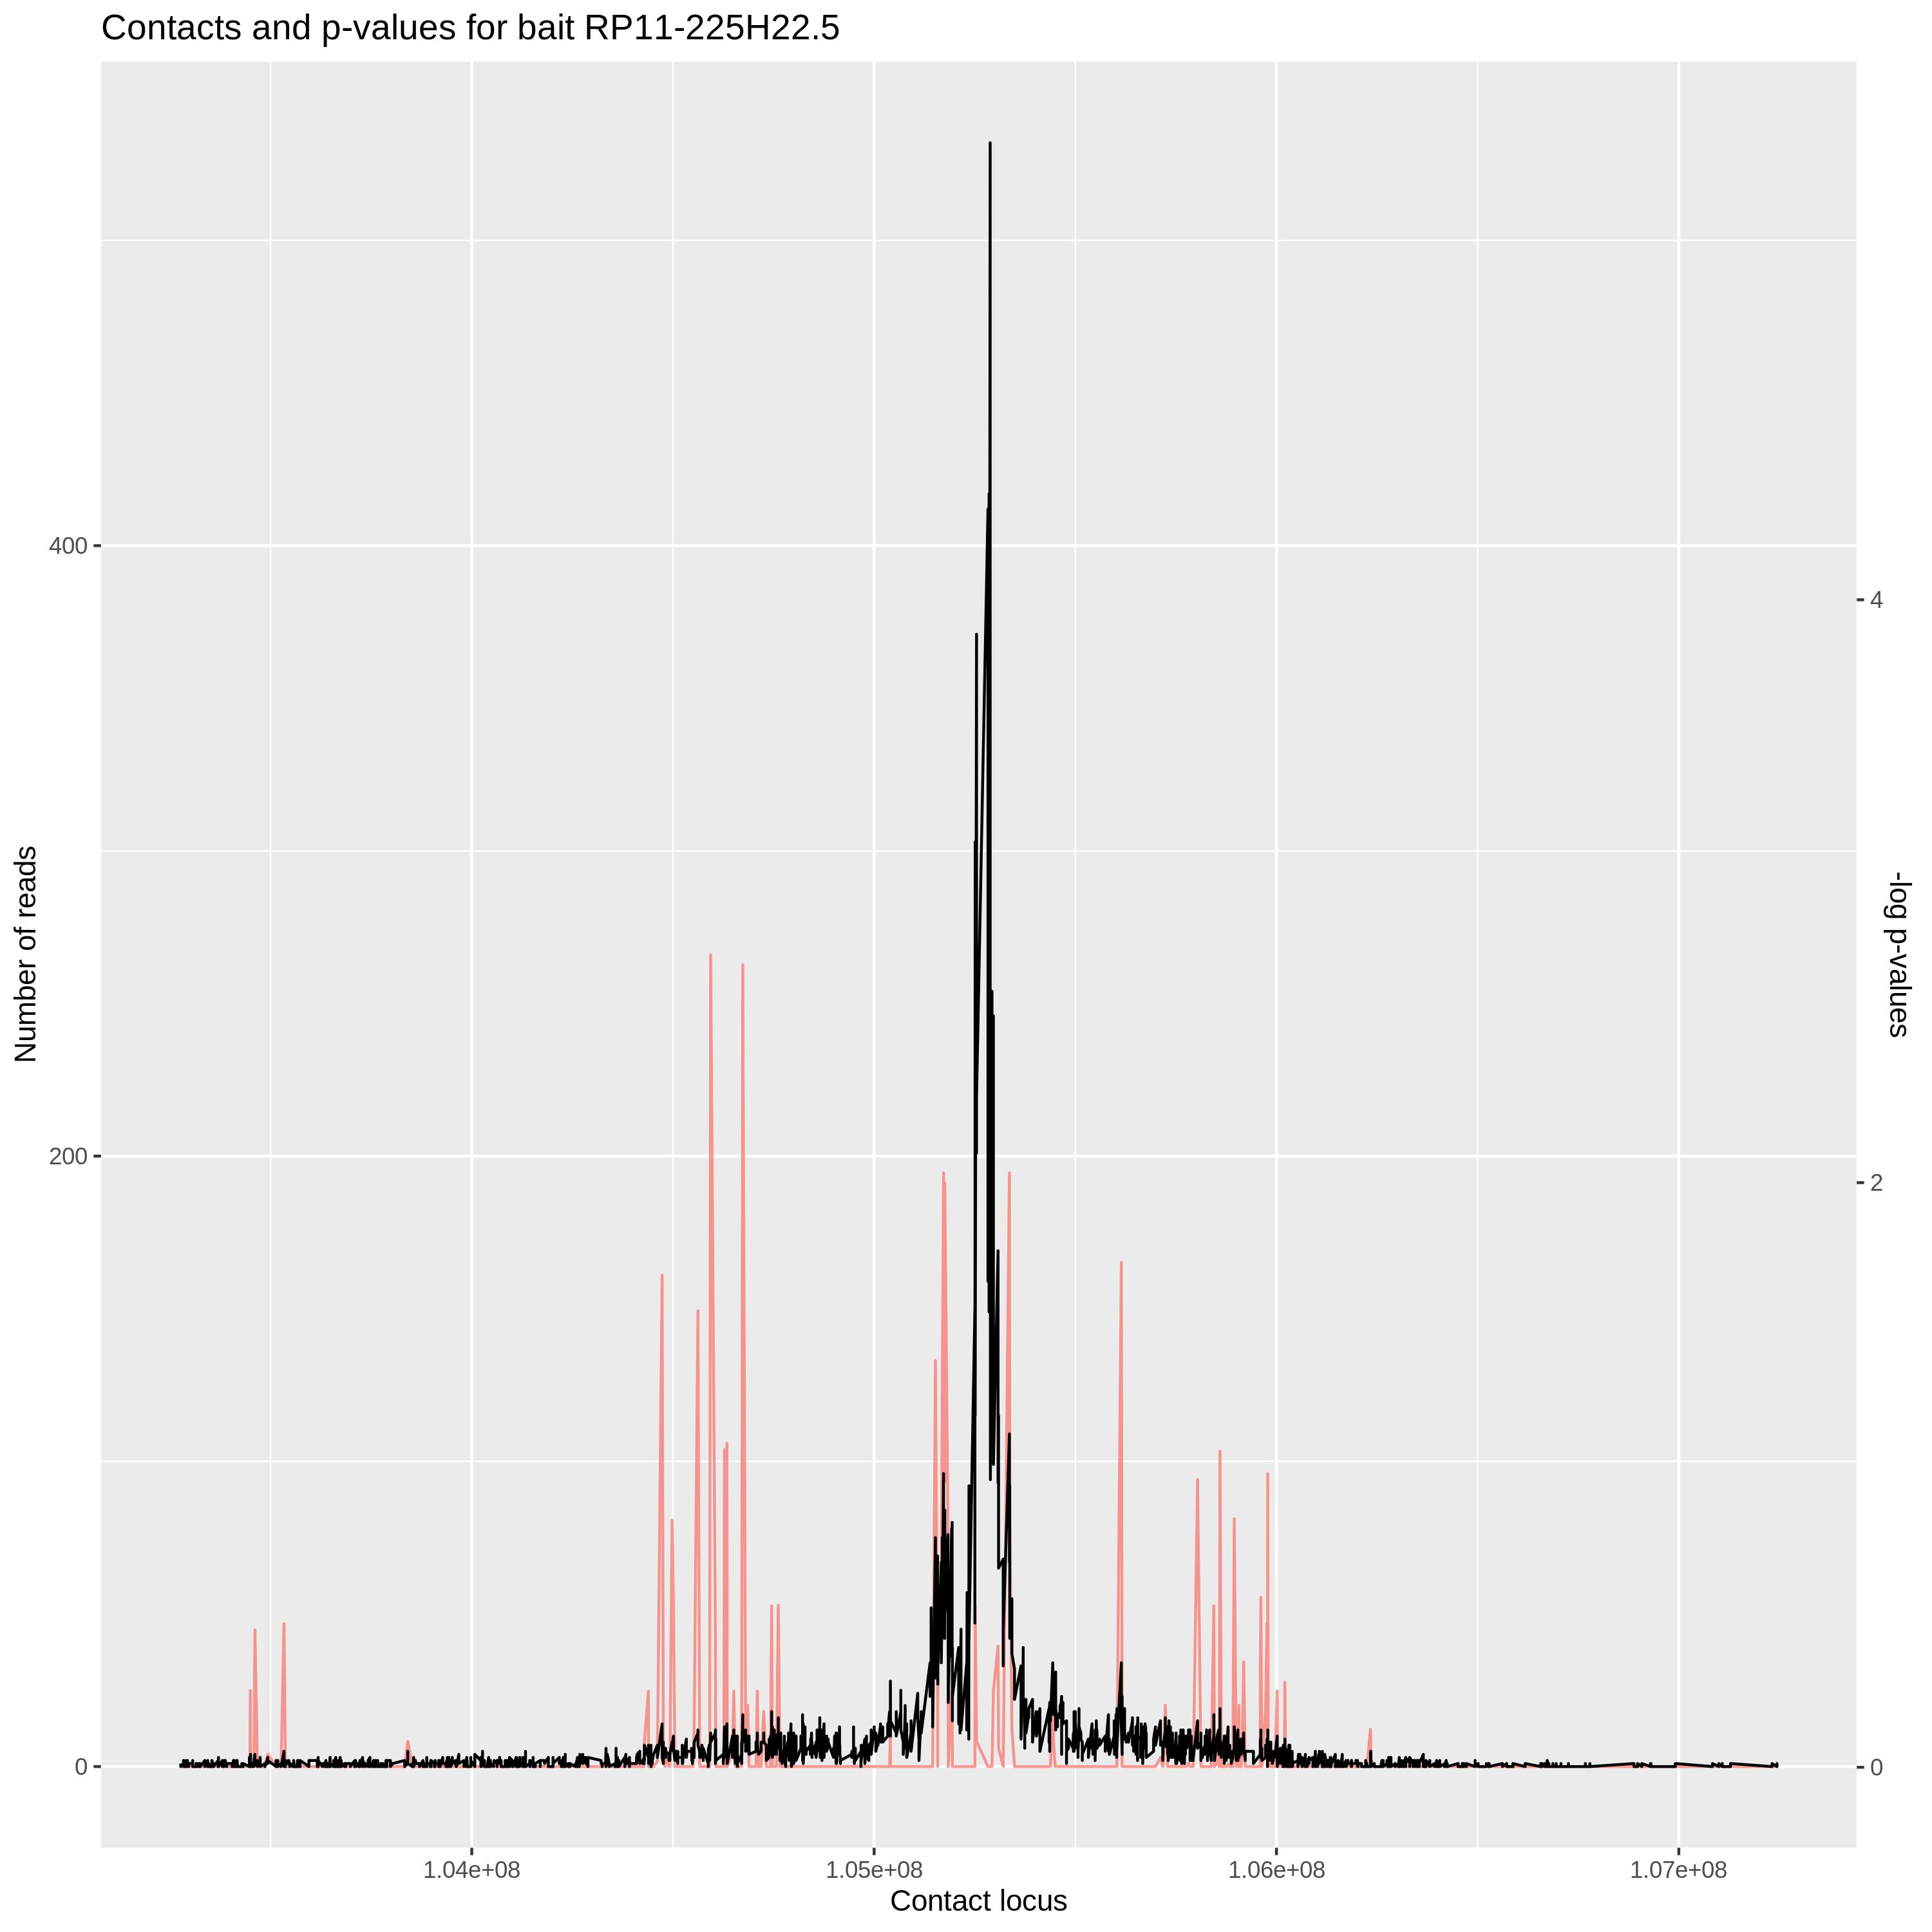 Contacts and p-values for bait RP11-225H22.5
Number of reads
400
200
0
4
2
0
-log p-values
1.04e+08
1.05e+08
1.06e+08
1.07e+08
Contact locus